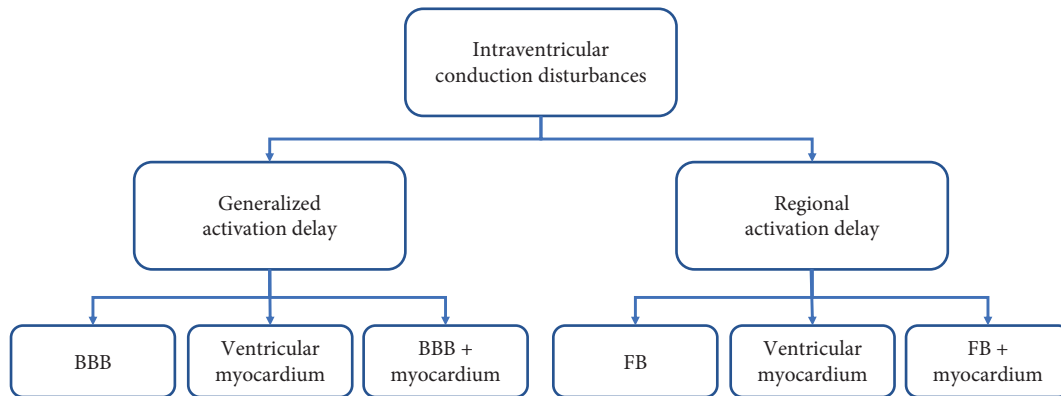 Intraventricular
conduction disturbances
Generalized
activation delay
Regional
activation delay
BBB
Ventricular
myocardium
BBB +
myocardium
FB
Ventricular
myocardium
FB +
myocardium